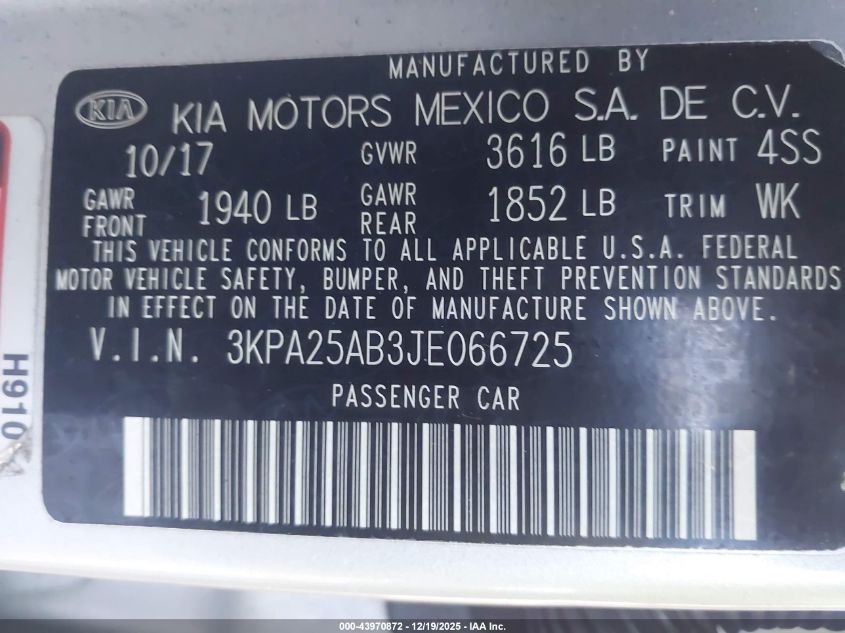 MANUFACTURED BY
KIA KIA MOTORS MEXICO S.A. DE C.V.
10/17 GVWR 3616 LB PAINT 4SS
GAWR FRONT 1940 LB GAWR REAR 1852 LB TRIM WK
THIS VEHICLE CONFORMS TO ALL APPLICABLE U.S.A. FEDERAL
MOTOR VEHICLE SAFETY, BUMPER, AND THEFT PREVENTION STANDARDS
IN EFFECT ON THE DATE OF MANUFACTURE SHOWN ABOVE.
V.I.N. 3KPA25AB3JE066725
PASSENGER CAR
H910
000-43970872 - 12/19/2025 - IAA Inc.